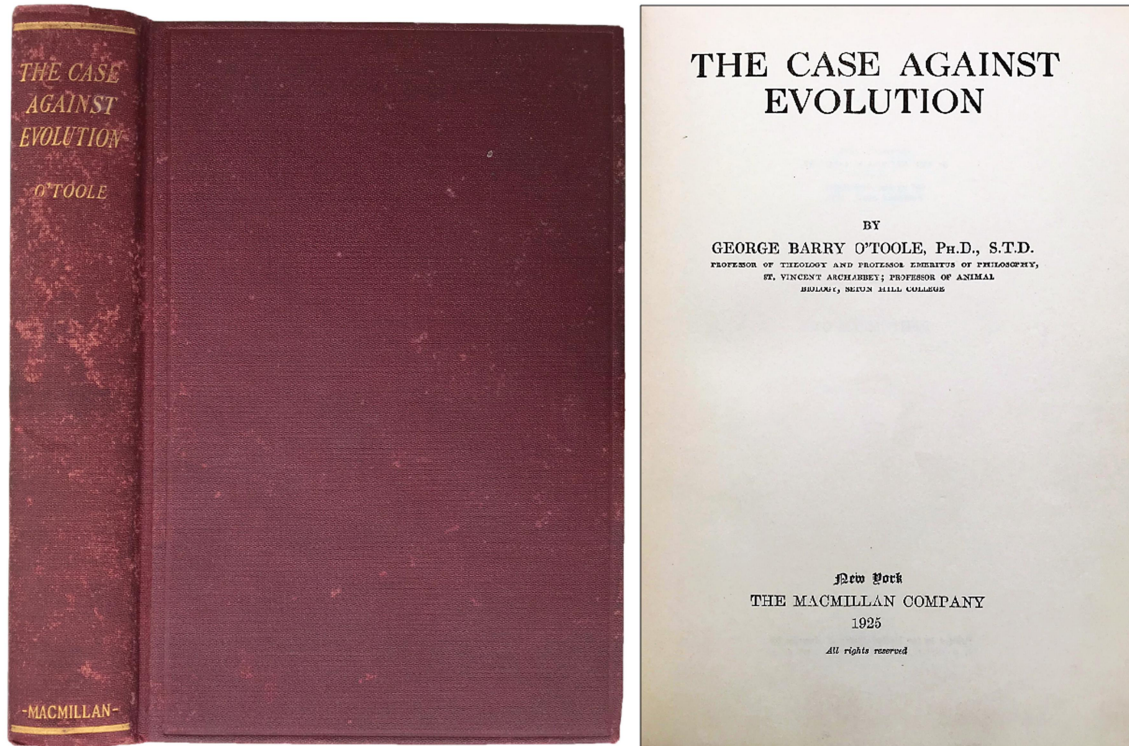 THE CASE
AGAINST
EVOLUTION
O'TOOLE
-MACMILLAN-
THE CASE AGAINST
EVOLUTION
BY
GEORGE BARRY O'TOOLE, PH.D., S.T.D.
PROFESSOR OF THEOLOGY AND PROFESSOR EMERITUS OF PHILOSOPHY,
ST. VINCENT ARCHABBEY; PROFESSOR OF ANIMAL
BIOLOGY, SETON HILL COLLEGE
New York
THE MACMILLAN COMPANY
1925
All rights reserved